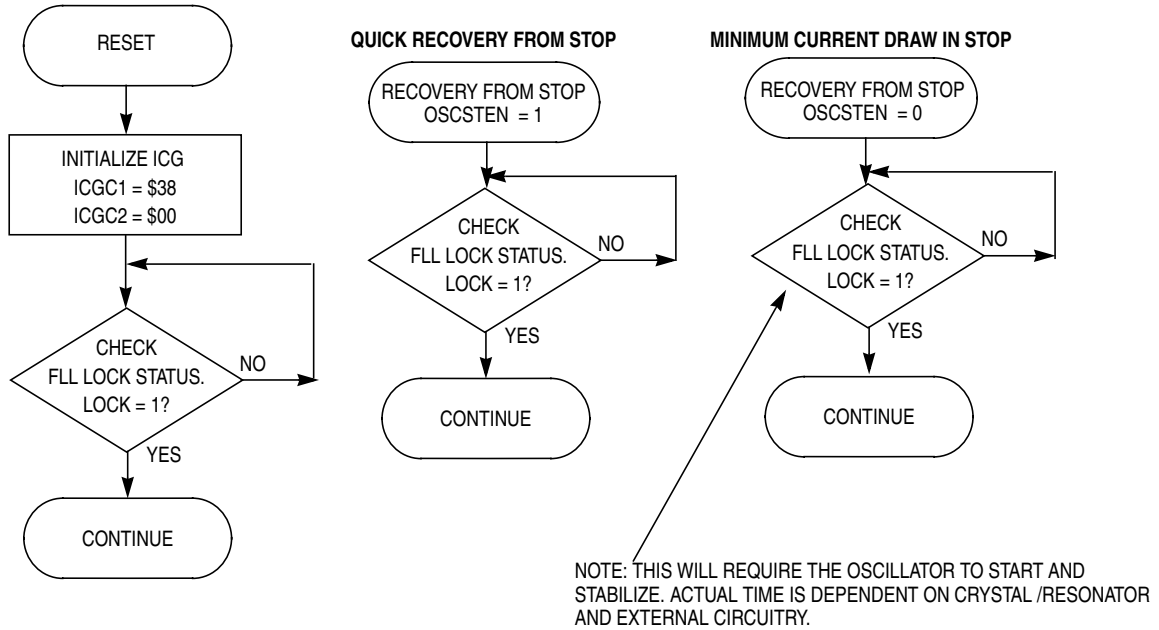 RESET
INITIALIZE ICG
ICGC1 = $38
ICGC2 = $00
CHECK
FLL LOCK STATUS.
LOCK = 1?
NO
YES
CONTINUE
QUICK RECOVERY FROM STOP
RECOVERY FROM STOP
OSCSTEN = 1
CHECK
FLL LOCK STATUS.
LOCK = 1?
NO
YES
CONTINUE
MINIMUM CURRENT DRAW IN STOP
RECOVERY FROM STOP
OSCSTEN = 0
CHECK
FLL LOCK STATUS.
LOCK = 1?
NO
YES
CONTINUE
NOTE: THIS WILL REQUIRE THE OSCILLATOR TO START AND
STABILIZE. ACTUAL TIME IS DEPENDENT ON CRYSTAL /RESONATOR
AND EXTERNAL CIRCUITRY.